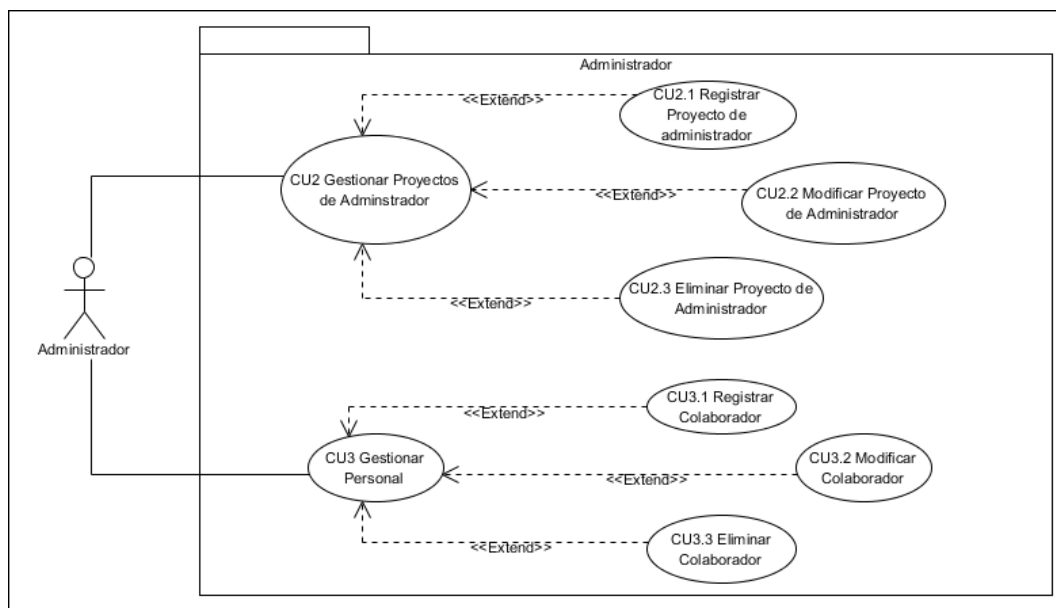 Administrador
<<Extend>>
CU2.1 Registrar
Proyecto de
administrador
CU2 Gestionar Proyectos
de Adminstrador
<<Extend>>
CU2.2 Modificar Proyecto
de Administrador
<<Extend>>
CU2.3 Eliminar Proyecto de
Administrador
Administrador
<<Extend>>
CU3.1 Registrar
Colaborador
CU3 Gestionar
Personal
<<Extend>>
CU3.2 Modificar
Colaborador
<<Extend>>
CU3.3 Eliminar
Colaborador